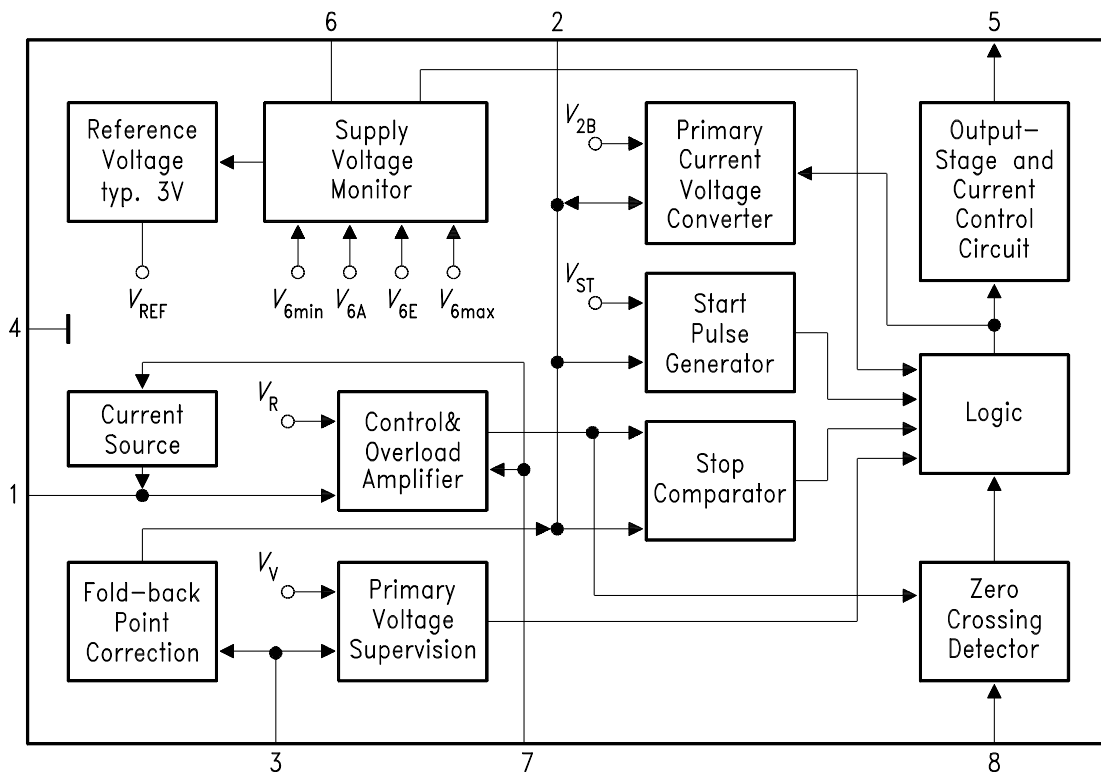 6
2
5
Reference
Voltage
typ. 3V
Supply
Voltage
Monitor
V2B
Primary
Current
Voltage
Converter
Output-
Stage and
Current
Control
Circuit
VREF
V6min
V6A
V6E
V6max
VST
Start
Pulse
Generator
4
Current
Source
VR
Control&
Overload
Amplifier
Stop
Comparator
Logic
1
Fold-back
Point
Correction
VV
Primary
Voltage
Supervision
Zero
Crossing
Detector
3
7
8